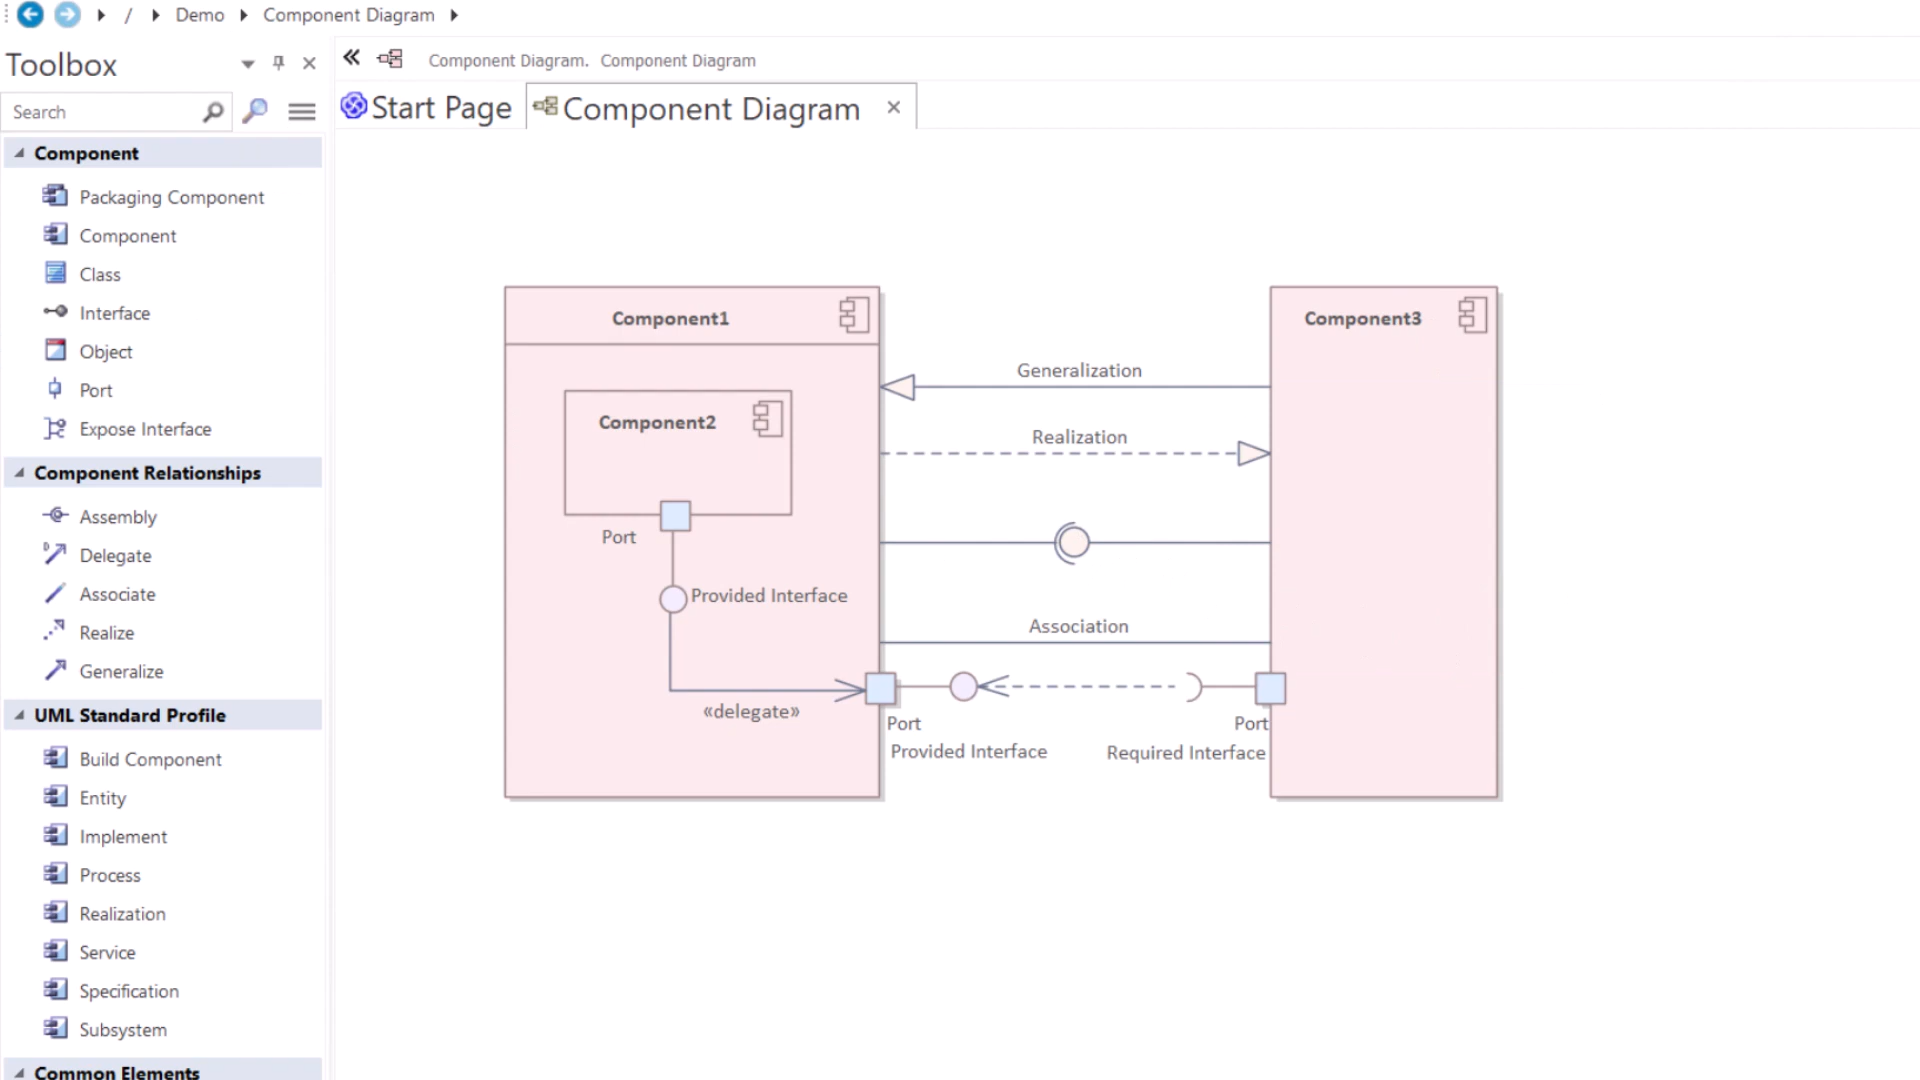 / Demo Component Diagram
Toolbox
Search
Component
Packaging Component
Component
Class
Interface
Object
Port
Expose Interface
Component Relationships
Assembly
Delegate
Associate
Realize
Generalize
UML Standard Profile
Build Component
Entity
Implement
Process
Realization
Service
Specification
Subsystem
Common Elements
Component Diagram. Component Diagram
Start Page
Component Diagram
Component1
Component2
Port
Provided Interface
«delegate»
Generalization
Realization
Association
Port
Provided Interface
Port
Required Interface
Component3